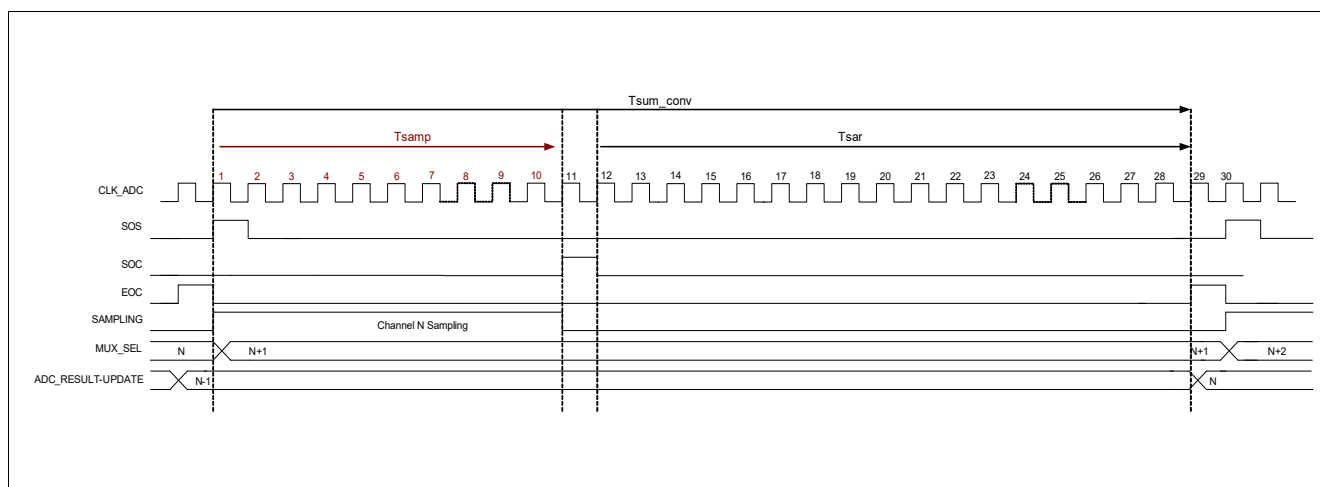 Tsum_conv
Tsamp Tsar
CLK_ADC 1 2 3 4 5 6 7 8 9 10 11 12 13 14 15 16 17 18 19 20 21 22 23 24 25 26 27 28 29 30
SOS
SOC
EOC
SAMPLING Channel N Sampling
MUX_SEL N N+1 N+1 N+2
ADC_RESULT-UPDATE N-1 N